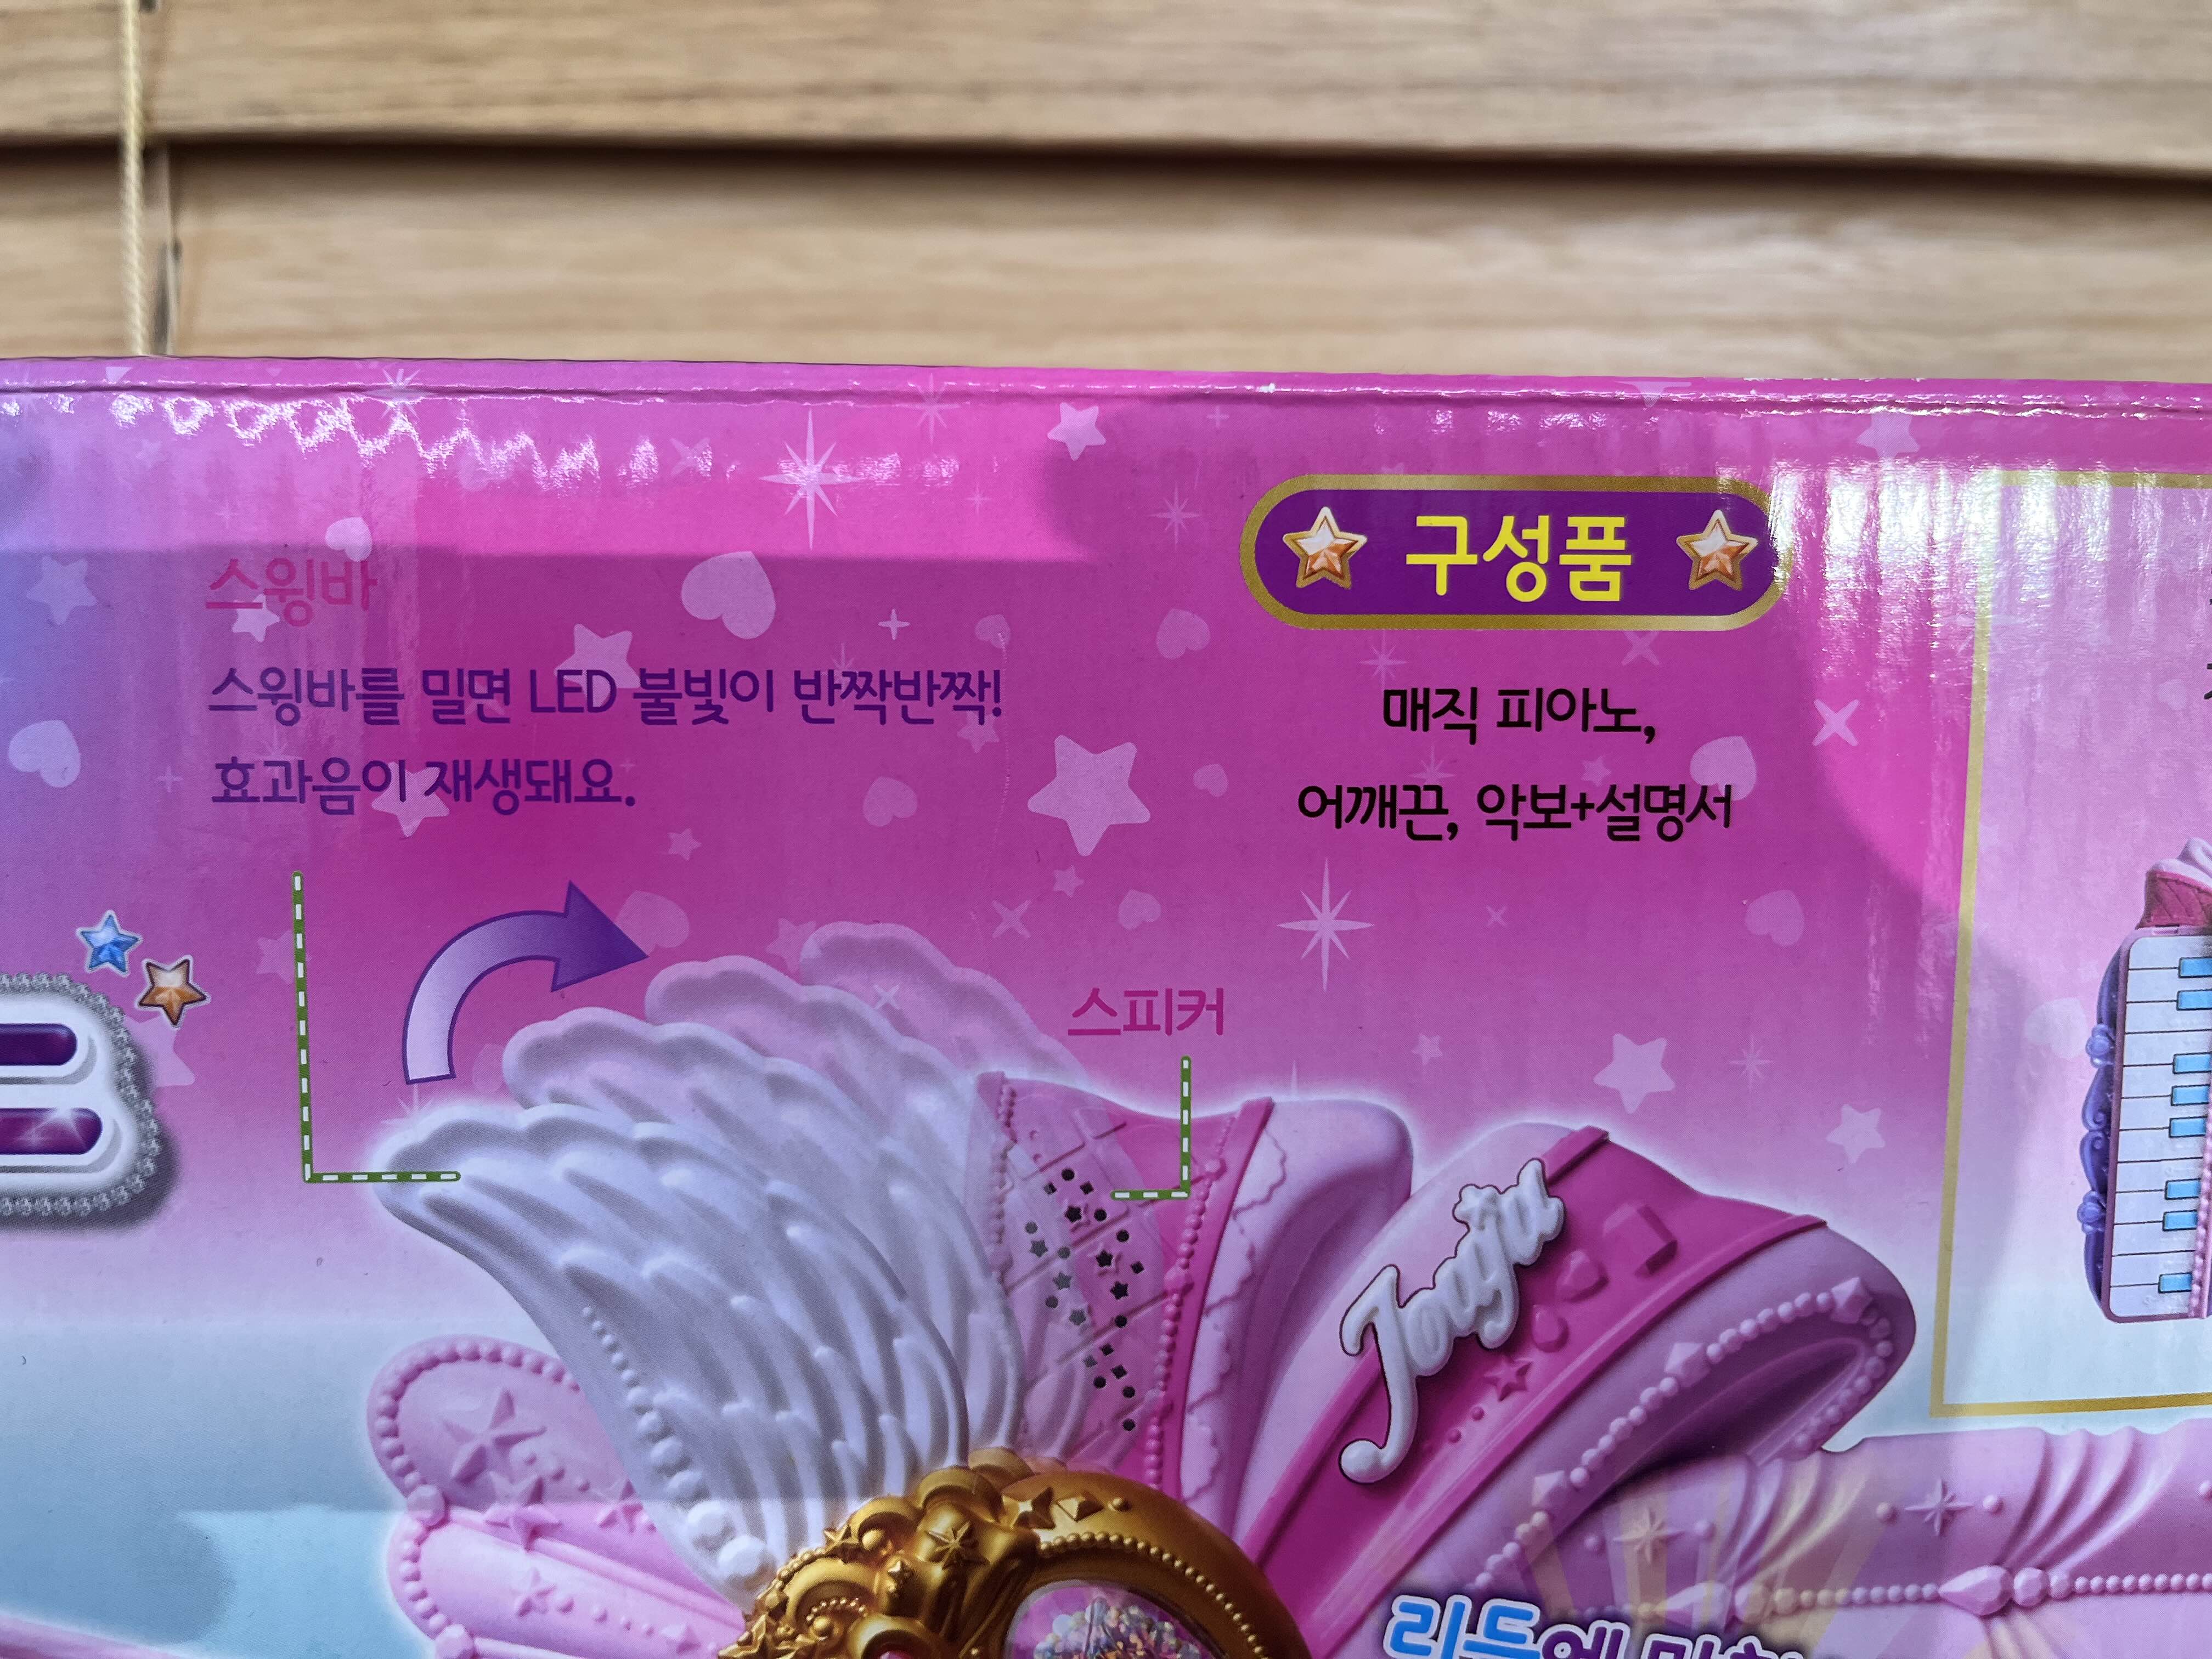 스윙바
스윙바를 밀면 LED 불빛이 반짝반짝!
효과음이 재생돼요.
구성품
매직 피아노,
어깨끈, 악보+설명서
스피커
Jouju